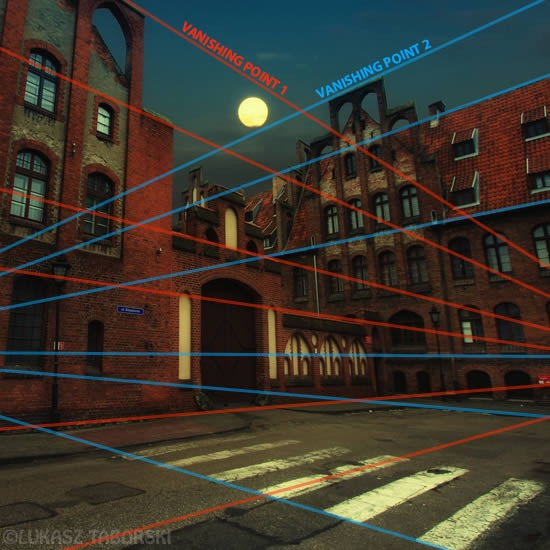 VANISHING POINT 1
VANISHING POINT 2
©LUKASZ TABORSKI